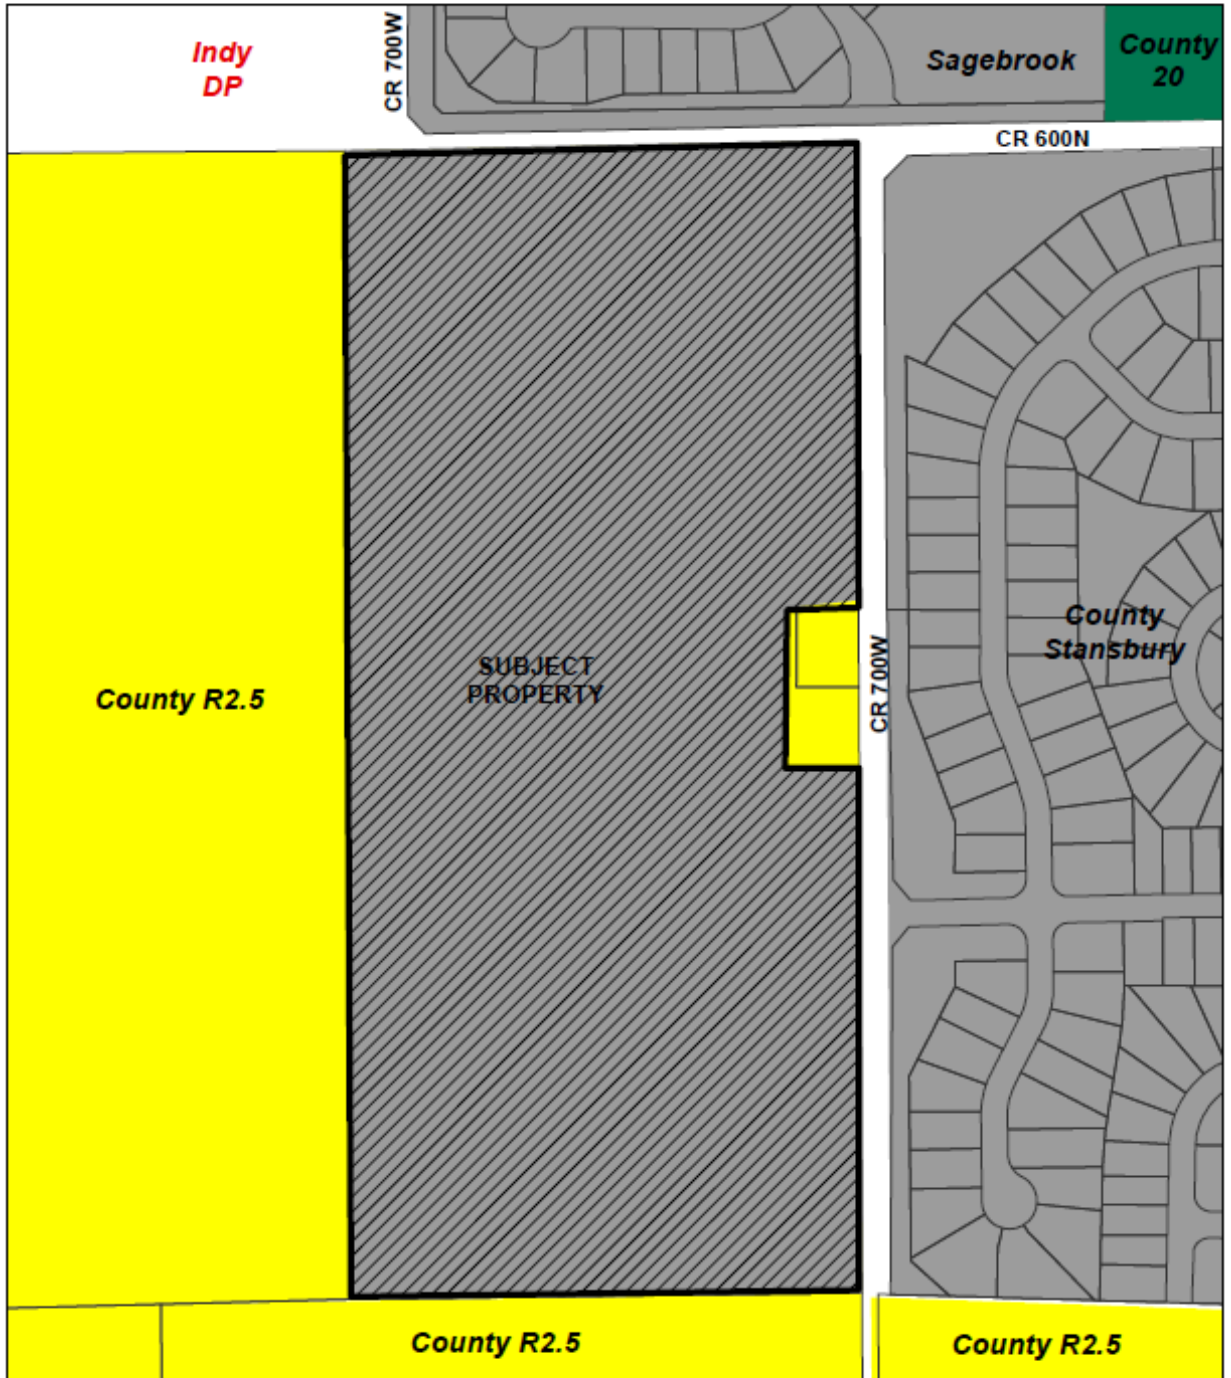 Indy
DP
CR 700W
Sagebrook
County
20
CR 600N
County R2.5
SUBJECT
PROPERTY
CR 700W
County
Stansbury
County R2.5
County R2.5